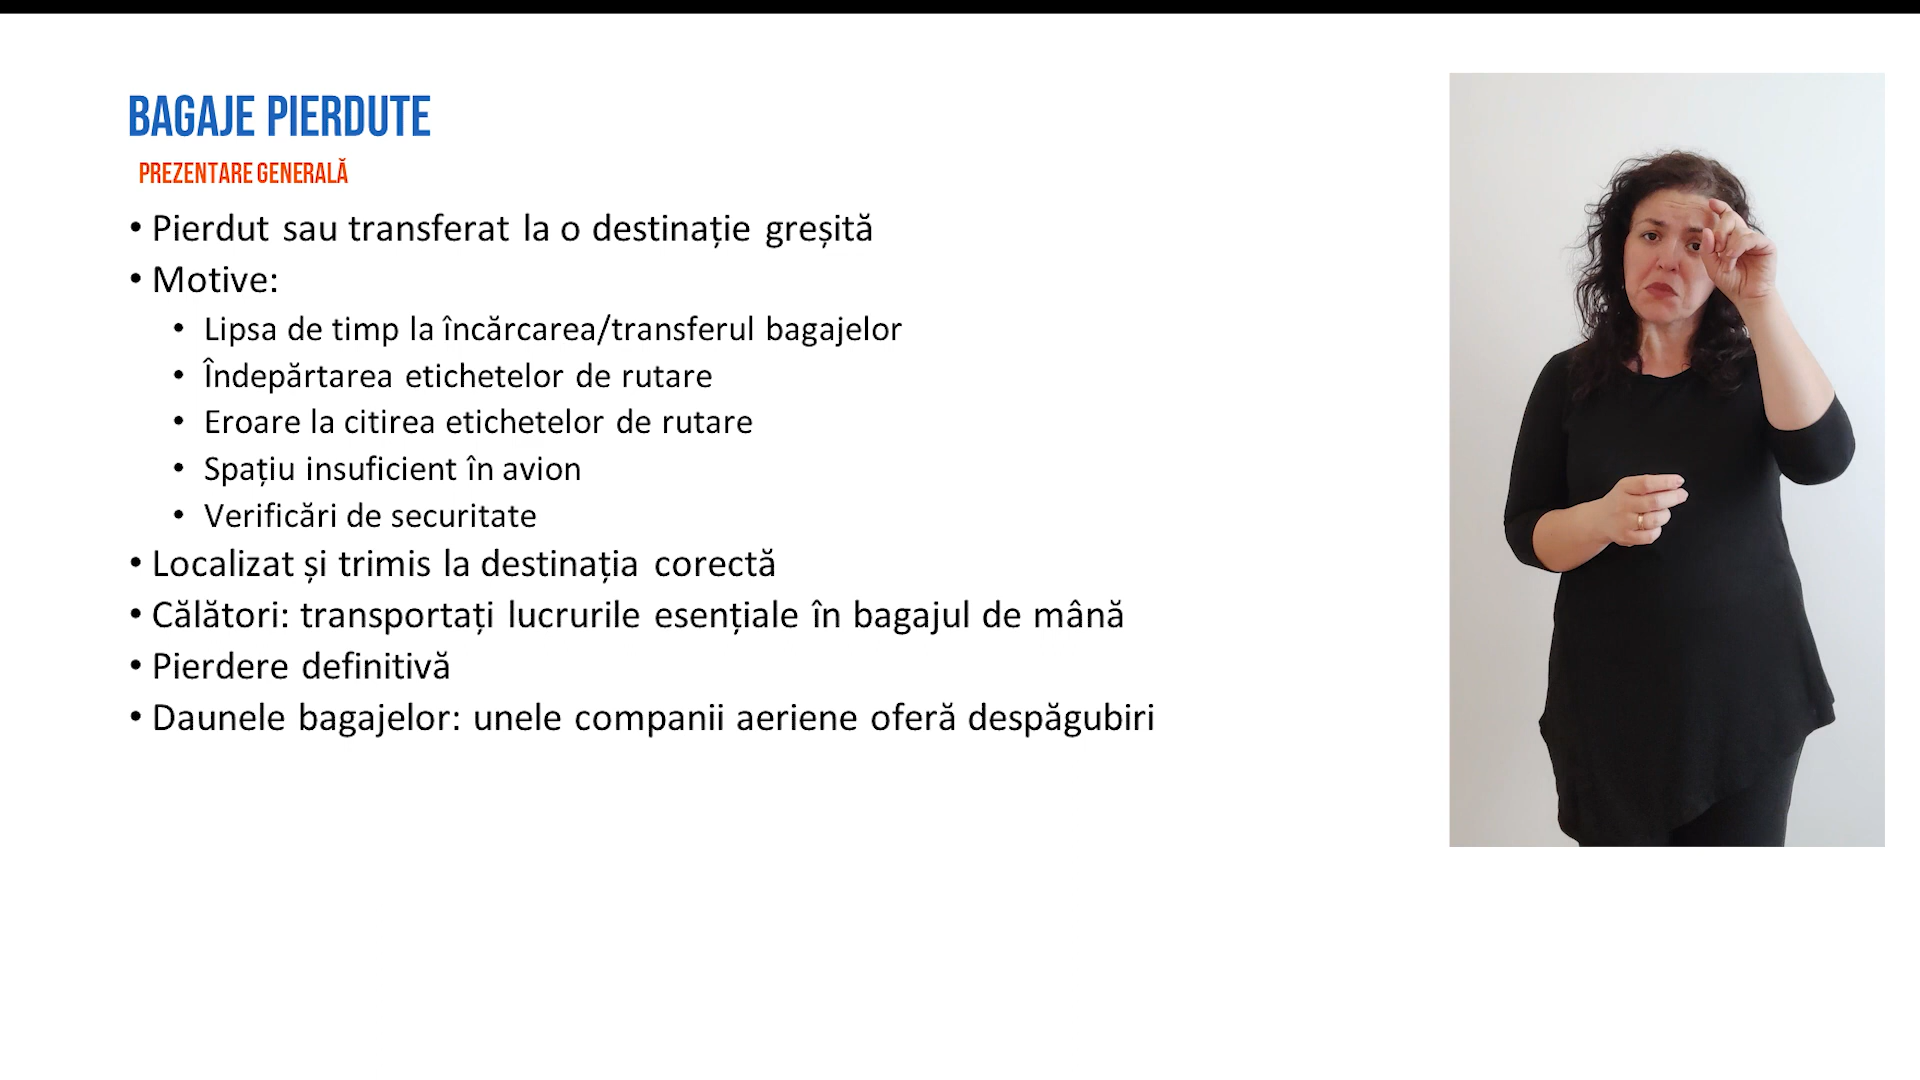 BAGAJE PIERDUTE
PREZENTARE GENERALĂ
• Pierdut sau transferat la o destinație greșită
• Motive:
• Lipsa de timp la încărcarea/transferul bagajelor
• Îndepărtarea etichetelor de rutare
• Eroare la citirea etichetelor de rutare
• Spațiu insuficient în avion
• Verificări de securitate
• Localizat și trimis la destinația corectă
• Călători: transportați lucrurile esențiale în bagajul de mână
• Pierdere definitivă
• Daunele bagajelor: unele companii aeriene oferă despăgubiri